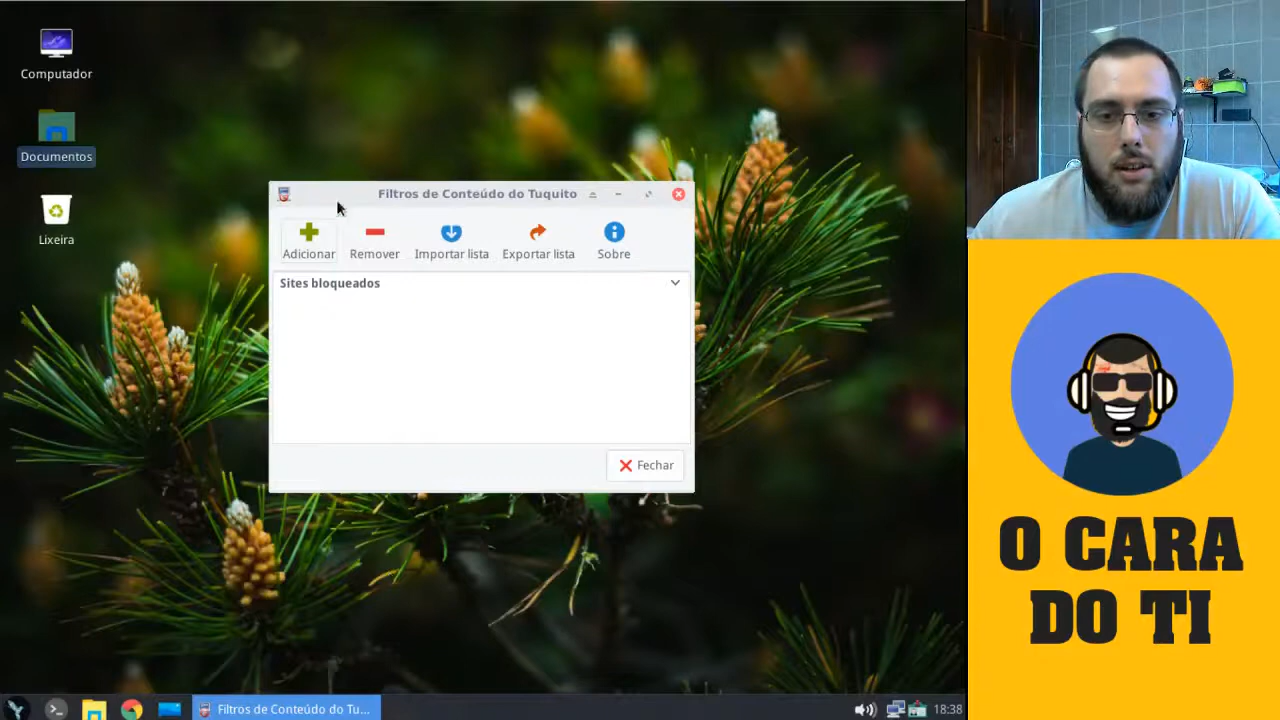 Computador
Documentos
Lixeira
Filtros de Conteúdo do Tuquito
Adicionar
Remover
Importar lista
Exportar lista
Sobre
Sites bloqueados
Fechar
Filtros de Conteúdo do Tu...
18:38
O CARA
DO TI